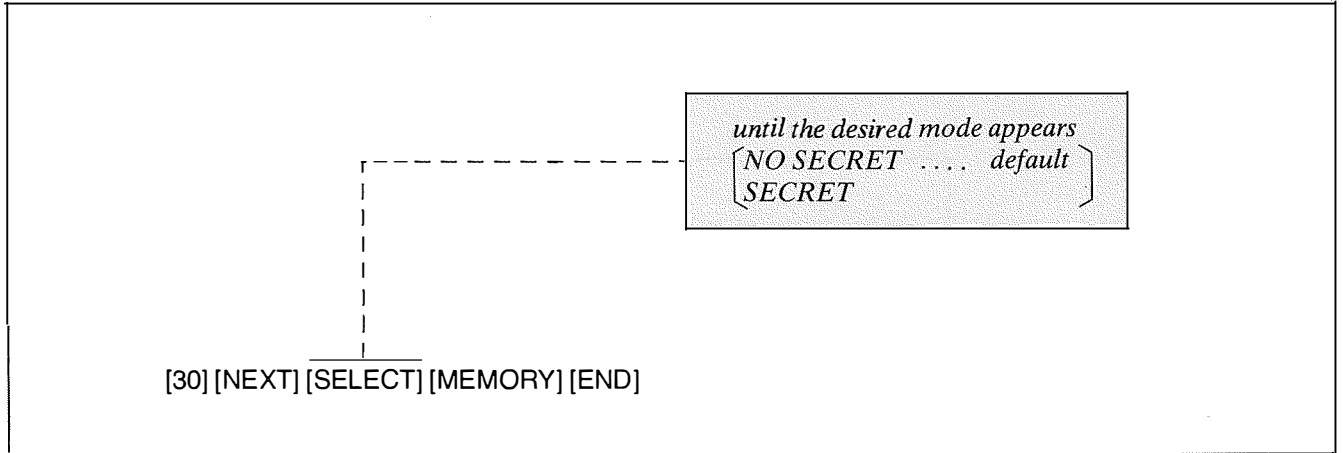 until the desired mode appears
NO SECRET .... default
SECRET
[30] [NEXT] [SELECT] [MEMORY] [END]